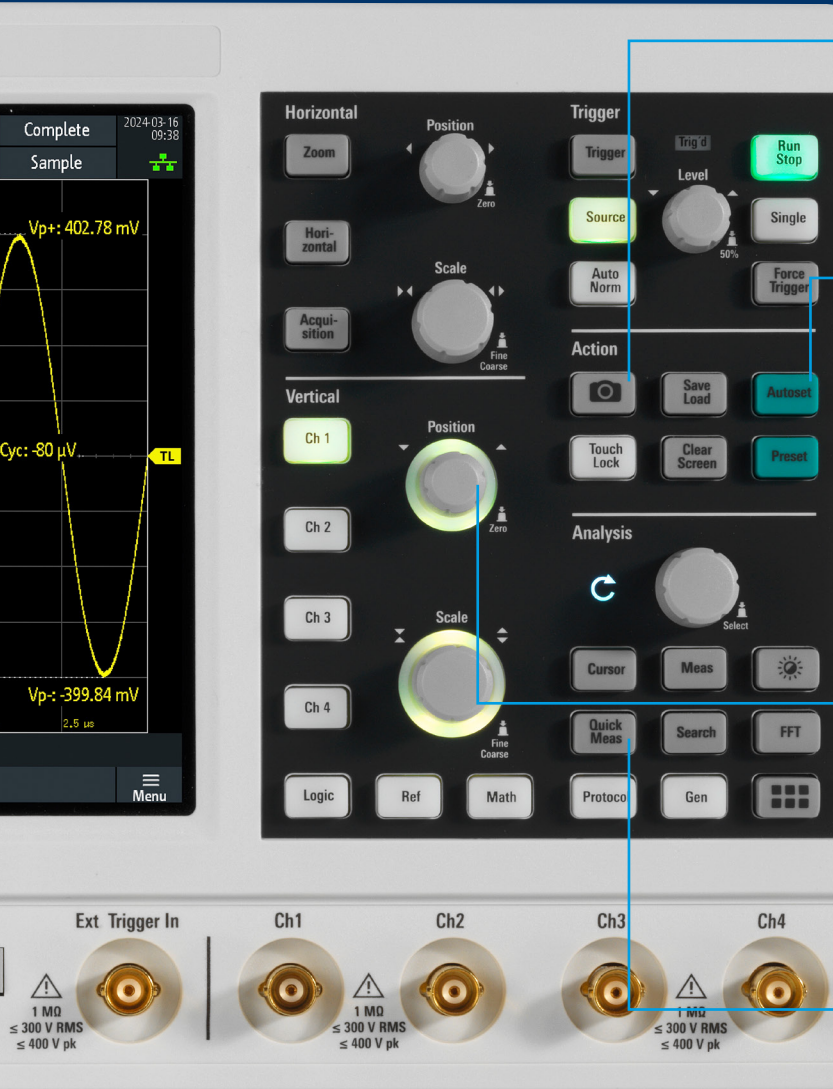 Complete
2024-03-16
09:38
Sample
Vp+: 402.78 mV
Cyc: -80 µV
TL
Vp-: -399.84 mV
2.5 µs
Menu
Horizontal
Zoom
Position
Zero
Hori-
zontal
Scale
Acqui-
sition
Fine
Coarse
Trigger
Trigger
Trig'd
Run
Stop
Level
Source
Single
50%
Auto
Norm
Force
Trigger
Action
Save
Load
Autoset
Touch
Lock
Clear
Screen
Preset
Vertical
Ch 1
Position
Zero
Ch 2
Ch 3
Scale
Ch 4
Fine
Coarse
Logic
Ref
Math
Analysis
Select
Cursor
Meas
Quick
Meas
Search
FFT
Protocol
Gen
Ext Trigger In
Ch1
Ch2
Ch3
Ch4
1 MΩ
≤ 300 V RMS
≤ 400 V pk
1 MΩ
≤ 300 V RMS
≤ 400 V pk
1 MΩ
≤ 300 V RMS
≤ 400 V pk